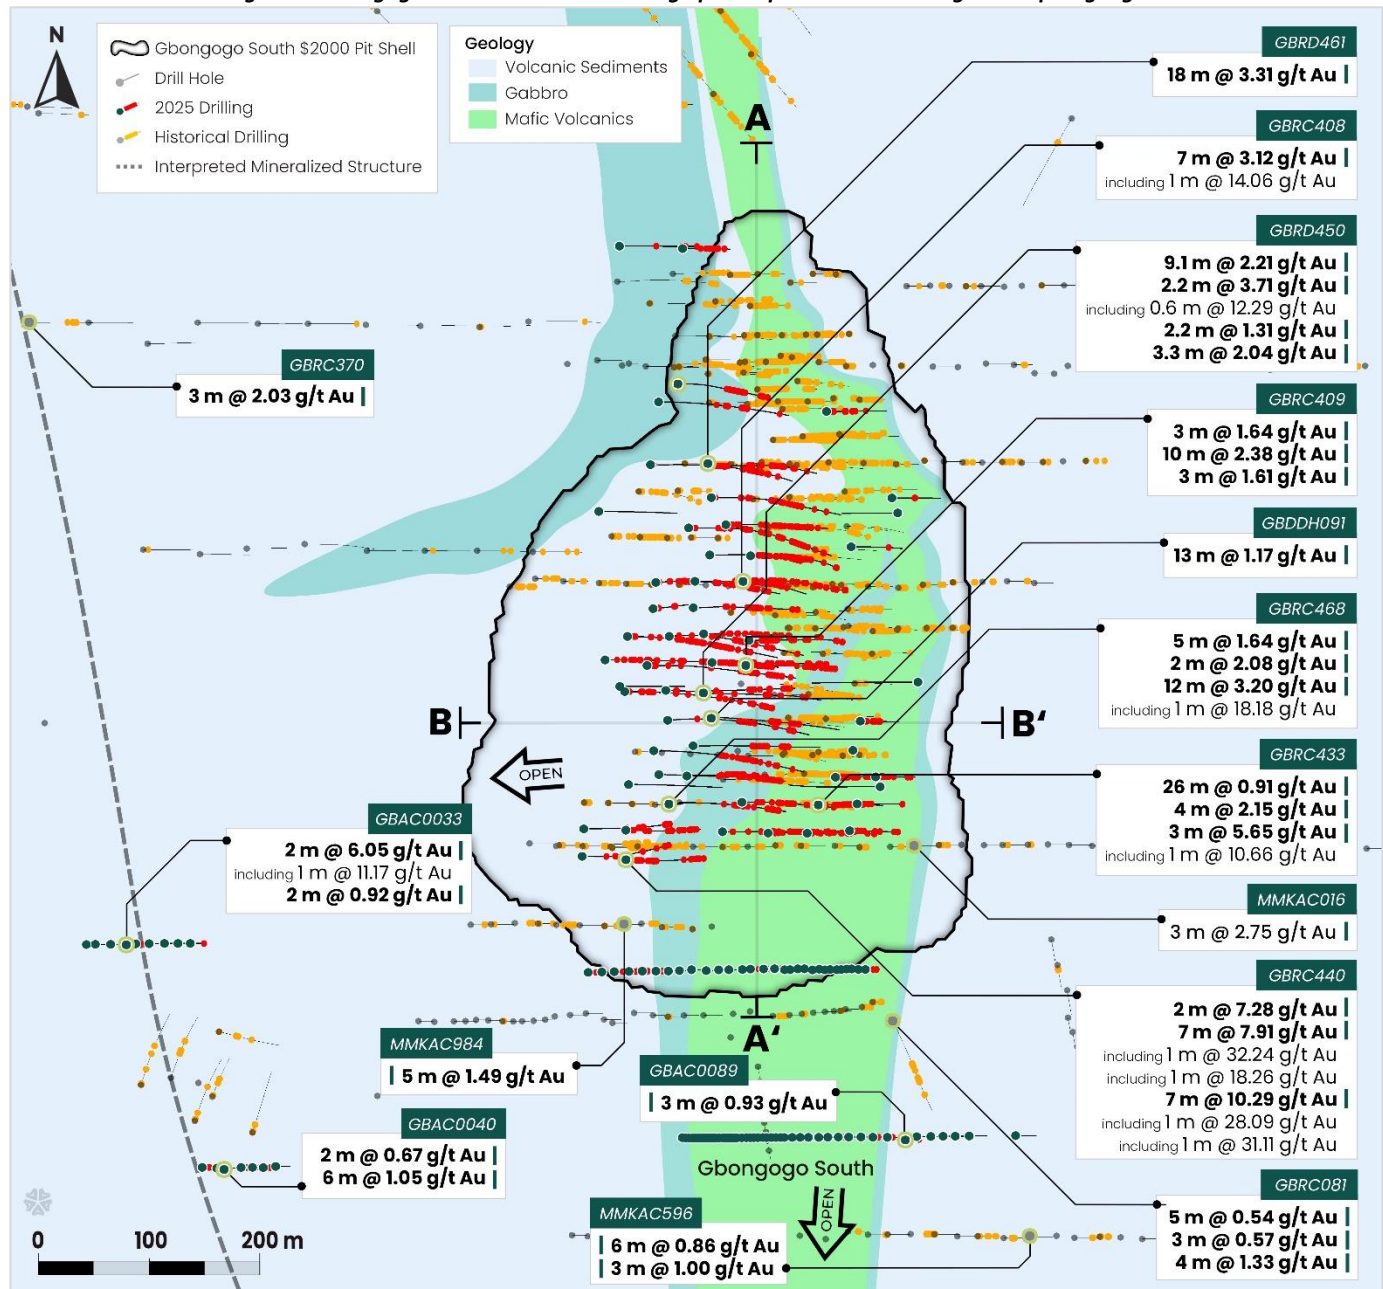 N
Gbongogo South $2000 Pit Shell
Drill Hole
2025 Drilling
Historical Drilling
Interpreted Mineralized Structure
Geology
Volcanic Sediments
Gabbro
Mafic Volcanics
A
GBRD461
18 m @ 3.31 g/t Au
GBRC408
7 m @ 3.12 g/t Au
including 1 m @ 14.06 g/t Au
GBRD450
9.1 m @ 2.21 g/t Au
2.2 m @ 3.71 g/t Au
including 0.6 m @ 12.29 g/t Au
2.2 m @ 1.31 g/t Au
3.3 m @ 2.04 g/t Au
GBRC370
3 m @ 2.03 g/t Au
GBRC409
3 m @ 1.64 g/t Au
10 m @ 2.38 g/t Au
3 m @ 1.61 g/t Au
GBDDH091
13 m @ 1.17 g/t Au
GBRC468
5 m @ 1.64 g/t Au
2 m @ 2.08 g/t Au
12 m @ 3.20 g/t Au
including 1 m @ 18.18 g/t Au
B
B'
OPEN
GBRC433
26 m @ 0.91 g/t Au
4 m @ 2.15 g/t Au
3 m @ 5.65 g/t Au
including 1 m @ 10.66 g/t Au
GBAC0033
2 m @ 6.05 g/t Au
including 1 m @ 11.17 g/t Au
2 m @ 0.92 g/t Au
MMKAC016
3 m @ 2.75 g/t Au
GBRC440
2 m @ 7.28 g/t Au
7 m @ 7.91 g/t Au
including 1 m @ 32.24 g/t Au
including 1 m @ 18.26 g/t Au
7 m @ 10.29 g/t Au
including 1 m @ 28.09 g/t Au
including 1 m @ 31.11 g/t Au
A'
MMKAC984
5 m @ 1.49 g/t Au
GBAC0089
3 m @ 0.93 g/t Au
GBAC0040
2 m @ 0.67 g/t Au
6 m @ 1.05 g/t Au
Gbongogo South
OPEN
GBRC081
5 m @ 0.54 g/t Au
3 m @ 0.57 g/t Au
4 m @ 1.33 g/t Au
MMKAC596
6 m @ 0.86 g/t Au
3 m @ 1.00 g/t Au
0 100 200 m